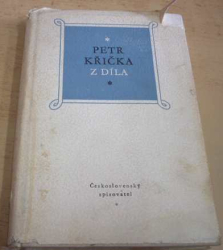 PETR
KŘIČKA
Z DÍLA
Československý
spisovatel